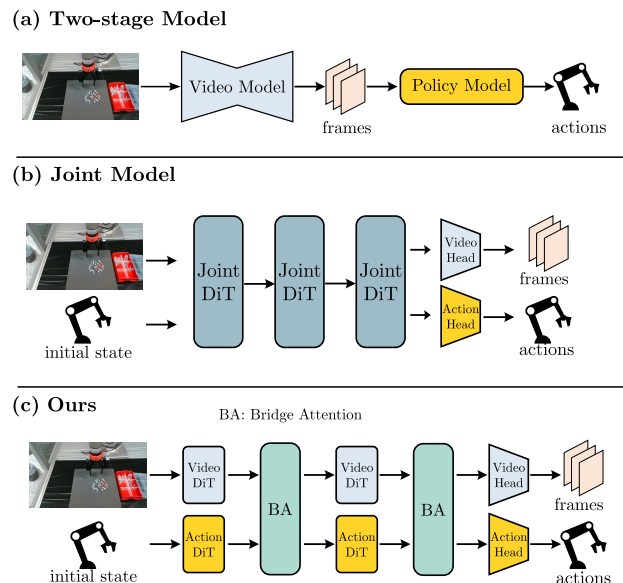 (a) Two-stage Model
Video Model
Policy Model
frames
actions
(b) Joint Model
Joint
DiT
Joint
DiT
Joint
DiT
Video
Head
Action
Head
initial state
frames
actions
(c) Ours
BA: Bridge Attention
Video
DiT
Action
DiT
BA
Video
DiT
Action
DiT
BA
Video
Head
Action
Head
initial state
frames
actions